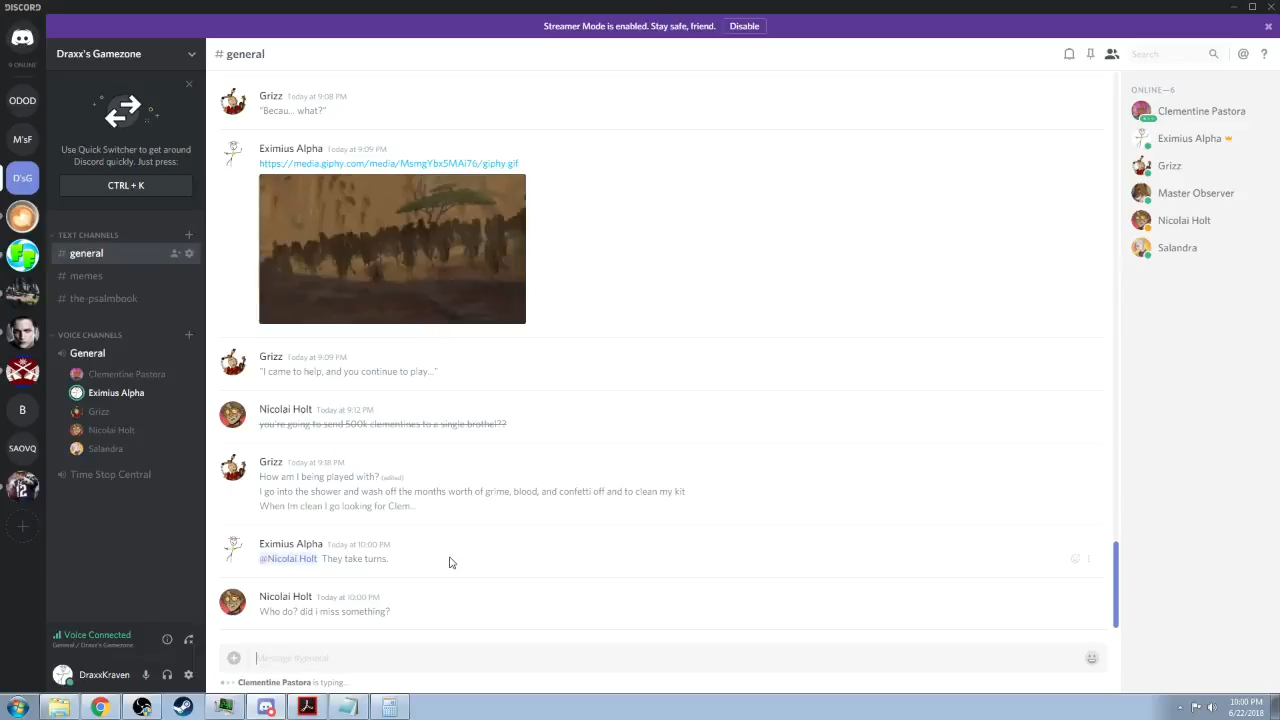 DISCORD
Streamer Mode is enabled. Stay safe, friend. Disable
9 ONLINE
2DOD
M'sF
D'sG
B
AAOVQ
12
Draxx's Gamezone
Use Quick Switcher to get around
Discord quickly. Just press:
CTRL + K
TEXT CHANNELS
# general
# memes
# the-psalmbook
VOICE CHANNELS
General
Clementine Pastora
Eximius Alpha
Grizz
Nicolai Holt
Salandra
Time Stop Central
Voice Connected
General / Draxx's Gamezone
DraxxKraven
# general
Search...
@ ?
Grizz Today at 9:08 PM
"Becau... what?"
Eximius Alpha Today at 9:09 PM
https://media.giphy.com/media/MsmgYbx5MAi76/giphy.gif
Grizz Today at 9:09 PM
"I came to help, and you continue to play..."
Nicolai Holt Today at 9:12 PM
you're going to send 500k clementines to a single brothel??
Grizz Today at 9:18 PM
How am I being played with? (edited)
I go into the shower and wash off the months worth of grime, blood, and confetti off and to clean my kit
When Im clean I go looking for Clem...
Eximius Alpha Today at 10:00 PM
@Nicolai Holt They take turns.
Nicolai Holt Today at 10:00 PM
Who do? did i miss something?
Message #general
Clementine Pastora is typing...
ONLINE—6
Clementine Pastora
Eximius Alpha
Grizz
Master Observer
Nicolai Holt
Salandra
10:00 PM
6/22/2018